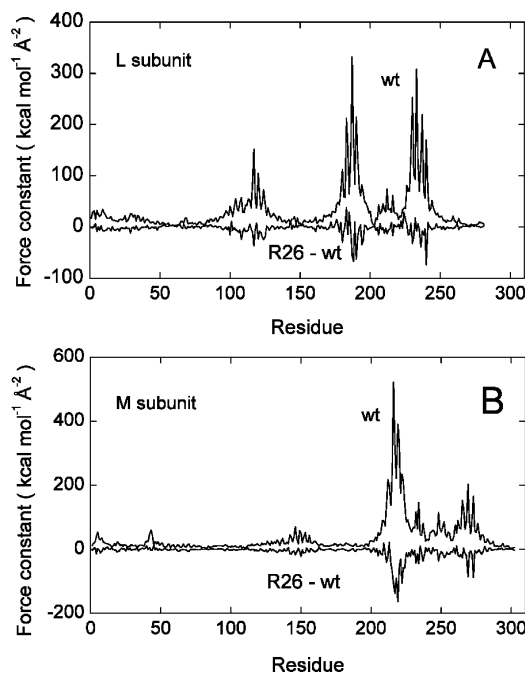 400
L subunit
A
300
wt
200
100
0
R26 - wt
-100
0 50 100 150 200 250 300
Force constant ( kcal mol⁻¹ Å⁻²)
Residue
600
M subunit
B
wt
400
200
0
R26 - wt
-200
0 50 100 150 200 250 300
Force constant ( kcal mol⁻¹ Å⁻²)
Residue